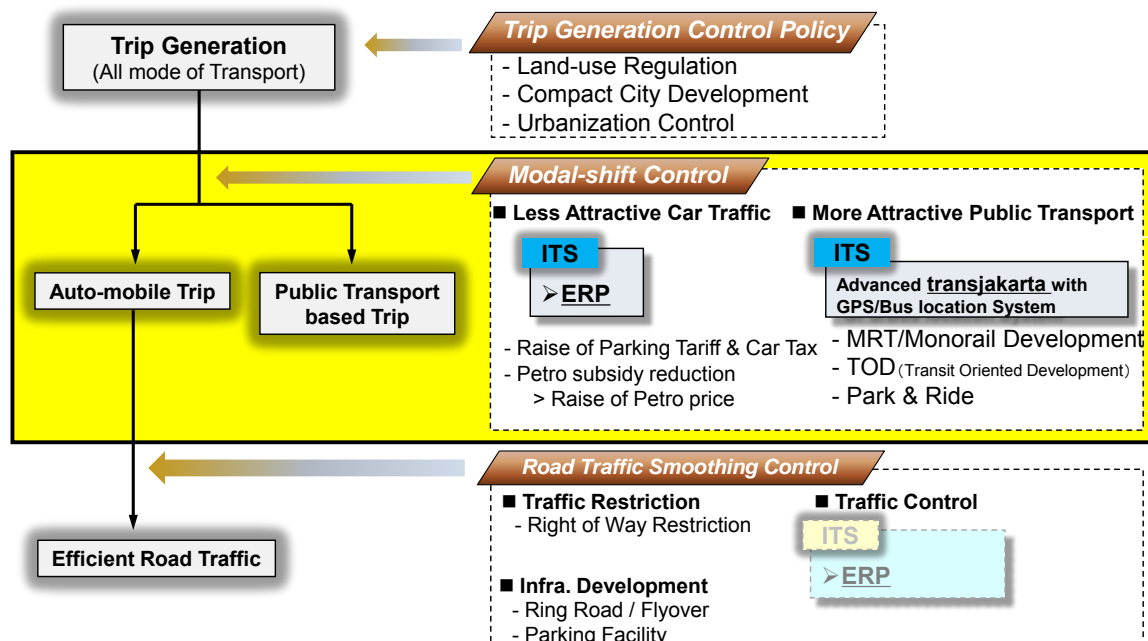 Trip Generation
(All mode of Transport)
Trip Generation Control Policy
- Land-use Regulation
- Compact City Development
- Urbanization Control
Modal-shift Control
■ Less Attractive Car Traffic
ITS
➢ERP
- Raise of Parking Tariff & Car Tax
- Petro subsidy reduction
> Raise of Petro price
■ More Attractive Public Transport
ITS
Advanced transjakarta with
GPS/Bus location System
- MRT/Monorail Development
- TOD (Transit Oriented Development)
- Park & Ride
Auto-mobile Trip
Public Transport
based Trip
Road Traffic Smoothing Control
■ Traffic Restriction
- Right of Way Restriction
■ Infra. Development
- Ring Road / Flyover
- Parking Facility
■ Traffic Control
ITS
➢ERP
Efficient Road Traffic